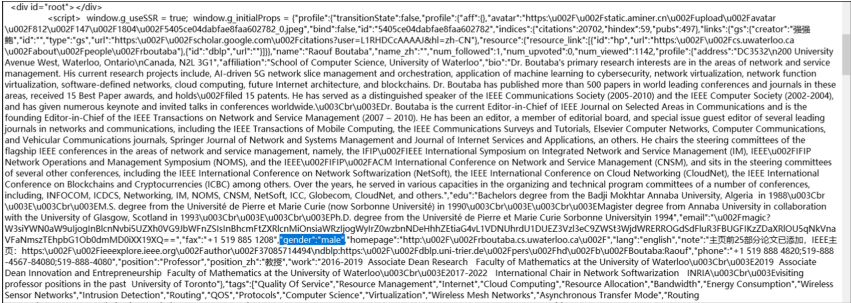 <div id="root"></div>
<script> window.g_useSSR = true; window.g_initialProps = {"profile":{"transitionState":false,"profile":{"aff":{},"avatar":"https:\u002F\u002Fstatic.aminer.cn\u002Fupload\u002Favatar
\u002F812\u002F147\u002F1804\u002F5405ce04dabfae8faa602782_0.jpeg","bind":false,"id":"5405ce04dabfae8faa602782","indices":{"citations":20702,"hindex":59,"pubs":497},"links":{"gs":{"creator":"强强
鲍","id":"","type":"gs","url":"https:\u002F\u002Fscholar.google.com\u002Fcitations?user=L1RHDCcAAAAJ&hl=zh-CN"},"resource":{"resource_link":[{"id":"hp","url":"https:\u002F\u002Fcs.uwaterloo.ca
\u002Fabout\u002Fpeople\u002Frboutaba"},{"id":"dblp","url":""}]}},"name":"Raouf Boutaba","name_zh":"","num_followed":1,"num_upvoted":0,"num_viewed":1142,"profile":{"address":"DC3532\n200 University
Avenue West, Waterloo, Ontario\nCanada, N2L 3G1","affiliation":"School of Computer Science, University of Waterloo","bio":"Dr. Boutaba's primary research interests are in the areas of network and service
management. His current research projects include, AI-driven 5G network slice management and orchestration, application of machine learning to cybersecurity, network virtualization, network function
virtualization, software-defined networks, cloud computing, future Internet architecture, and blockchains. Dr. Boutaba has published more than 500 papers in world leading conferences and journals in these
areas, received 15 Best Paper awards, and holds\u002Ffiled 15 patents. He has served as a distinguished speaker of the IEEE Communications Society (2005-2010) and the IEEE Computer Society (2002-2004),
and has given numerous keynote and invited talks in conferences worldwide.\u003Cbr\u003EDr. Boutaba is the current Editor-in-Chief of IEEE Journal on Selected Areas in Communications and is the
founding Editor-in-Chief of the IEEE Transactions on Network and Service Management (2007 – 2010). He has been an editor, a member of editorial board, and special issue guest editor of several leading
journals in networks and communications, including the IEEE Transactions of Mobile Computing, the IEEE Communications Surveys and Tutorials, Elsevier Computer Networks, Computer Communications,
and Vehicular Communications journals, Springer Journal of Network and Systems Management and Journal of Internet Services and Applications, an others. He chairs the steering committees of the
flagship IEEE conferences in the areas of network and service management, namely, the IFIP\u002FIEEE International Symposium on Integrated Network and Service Management (IM), IEEE\u002FIFIP
Network Operations and Management Symposium (NOMS), and the IEEE\u002FIFIP\u002FACM International Conference on Network and Service Management (CNSM), and sits in the steering committees
of several other conferences, including the IEEE International Conference on Network Softwarization (NetSoft), the IEEE International Conference on Cloud Networking (CloudNet), the IEEE International
Conference on Blockchains and Cryptocurrencies (ICBC) among others. Over the years, he served in various capacities in the organizing and technical program committees of a number of conferences,
including, INFOCOM, ICDCS, Networking, IM, NOMS, CNSM, NetSoft, ICC, Globecom, CloudNet, and others.","edu":"Bachelors degree from the Badji Mokhtar Annaba University, Algeria in 1988\u003Cbr
\u003E\u003Cbr\u003EM.S. degree from the Université de Pierre et Marie Curie (now Sorbonne University) in 1990\u003Cbr\u003E\u003Cbr\u003EMagister degree from Annaba University in collaboration
with the University of Glasgow, Scotland in 1993\u003Cbr\u003E\u003Cbr\u003EPh.D. degree from the Université de Pierre et Marie Curie Sorbonne Universityin 1994","email":"\u002Fmagic?
,"fax":"+1 519 885 1208","gender":"male","homepage":"http:\u002F\u002Frboutaba.cs.uwaterloo.ca\u002F","lang":"english","note":"主页前25部分论文已添加，IEEE主
页: https:\u002F\u002Fieeexplore.ieee.org\u002Fauthor\u002F37085714494\ndblp:https:\u002F\u002Fdblp.uni-trier.de\u002Fpers\u002Fhd\u002Fb\u002FBoutaba:Raouf","phone":"+1 519 888 4820;519-888
-4567-84080;519-888-4080","position":"Professor","position_zh":"教授","work":"2016-2019 Associate Dean Research Faculty of Mathematics at the University of Waterloo\u003Cbr\u003E2019 Associate
Dean Innovation and Entrepreneurship Faculty of Mathematics at the University of Waterloo\u003Cbr\u003E2017-2022 International Chair in Network Softwarization INRIA\u003Cbr\u003Evisiting
professor positions in the past University of Toronto"},"tags":["Quality of Service","Resource Management","Internet","Cloud Computing","Resource Allocation","Bandwidth","Energy Consumption","Wireless
Sensor Networks","Intrusion Detection","Routing","QOS","Protocols","Computer Science","Virtualization","Wireless Mesh Networks","Asynchronous Transfer Mode","Routing